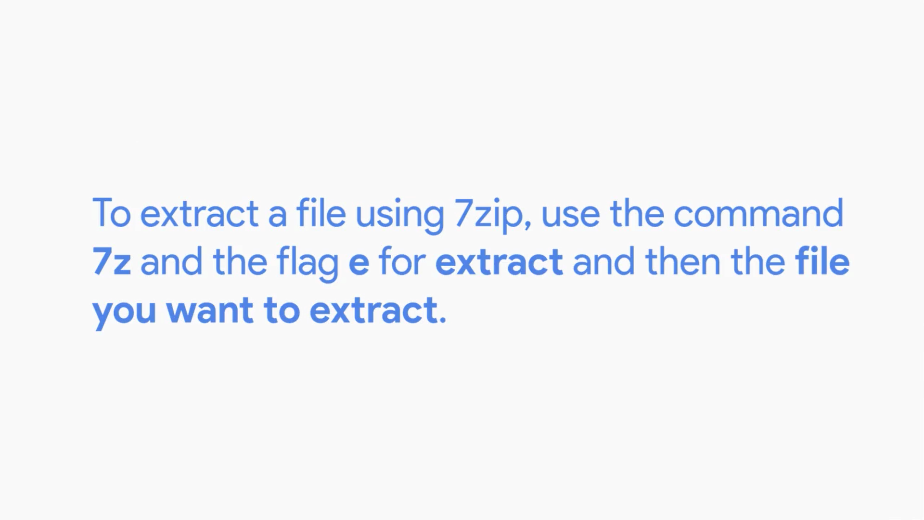 To extract a file using 7zip, use the command
7z and the flag e for extract and then the file
you want to extract.